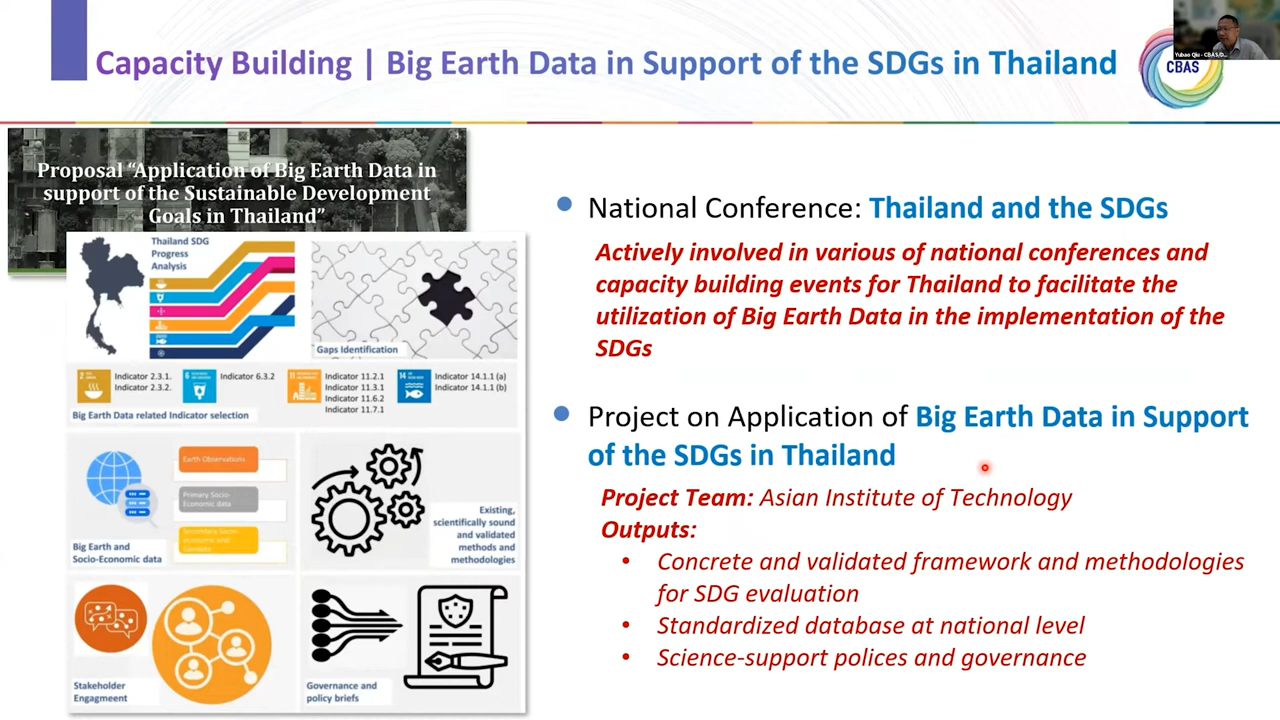 Capacity Building | Big Earth Data in Support of the SDGs in Thailand
Yubao Qiu - CBAS/D...
CBAS
Proposal “Application of Big Earth Data in
support of the Sustainable Development
Goals in Thailand”
Thailand SDG
Progress
Analysis
Gaps Identification
Indicator 2.3.1.
Indicator 2.3.2.
Indicator 6.3.2
Indicator 11.2.1
Indicator 11.3.1
Indicator 11.6.2
Indicator 11.7.1
Indicator 14.1.1 (a)
Indicator 14.1.1 (b)
Big Earth Data related Indicator selection
Earth Observations
Primary Socio-
Economic data
Big Earth and
Socio-Economic data
Existing,
scientifically sound
and validated
methods and
methodologies
Stakeholder
Engagmeent
Governance and
policy briefs
National Conference: Thailand and the SDGs
Actively involved in various of national conferences and
capacity building events for Thailand to facilitate the
utilization of Big Earth Data in the implementation of the
SDGs
Project on Application of Big Earth Data in Support
of the SDGs in Thailand
Project Team: Asian Institute of Technology
Outputs:
• Concrete and validated framework and methodologies
for SDG evaluation
• Standardized database at national level
• Science-support polices and governance